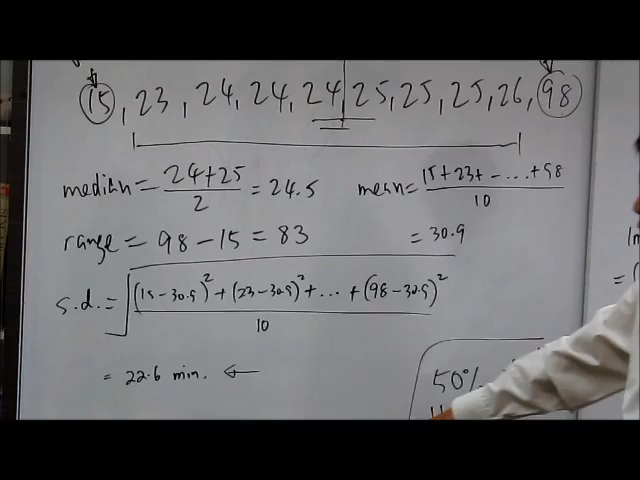 15, 23, 24, 24, 24, 25, 25, 25, 26, 98
median = 24+25 / 2 = 24.5
mean = 15+23+-...+98 / 10
= 30.9
range = 98 - 15 = 83
s.d. = √((15-30.9)² + (23-30.9)² + ... + (98-30.9)² / 10)
= 22.6 min. ←
50%
=